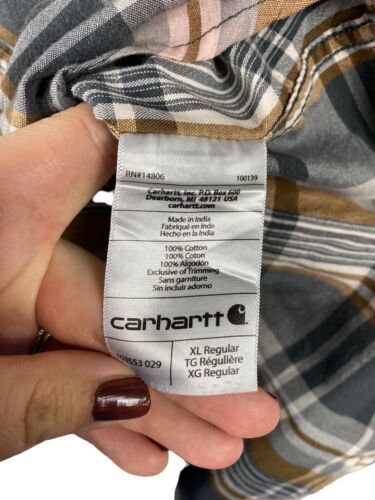 RN#14806 100139
Carhartt, Inc. P.O. Box 600
Dearborn, MI 48121 USA
carhartt.com
Made in India
Fabriqué en Inde
Hecho en la India
100% Cotton
100% Coton
100% Algodón
Exclusive of Trimming
Sans garniture
Sin incluir adorno
carhartt
103553 029
XL Regular
TG Régulière
XG Regular